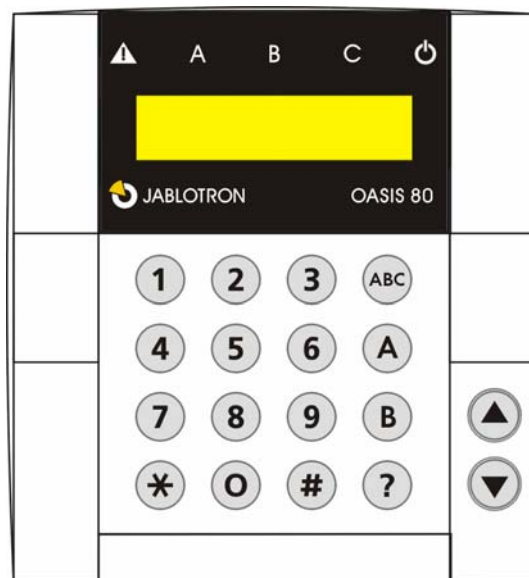 A B C
JABLOTRON OASIS 80
1 2 3 ABC
4 5 6 A
7 8 9 B
* 0 # ?